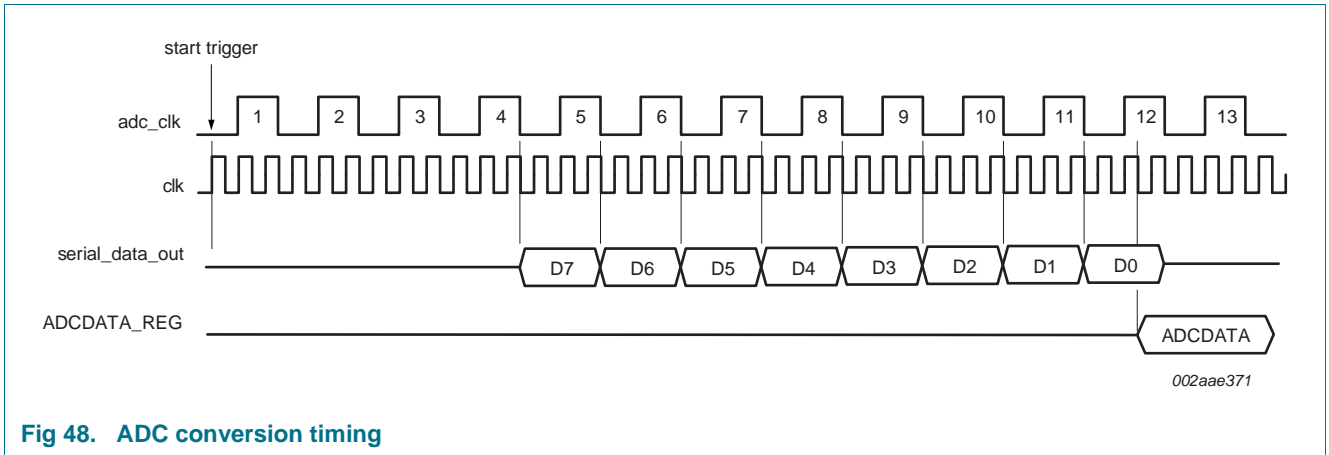 start trigger
adc_clk 1 2 3 4 5 6 7 8 9 10 11 12 13
clk
serial_data_out D7 D6 D5 D4 D3 D2 D1 D0
ADCDATA_REG ADCDATA
002aae371
Fig 48. ADC conversion timing